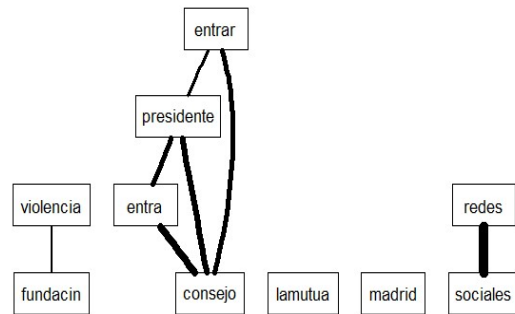 entrar
presidente
violencia
entra
redes
fundacin
consejo
lamutua
madrid
sociales